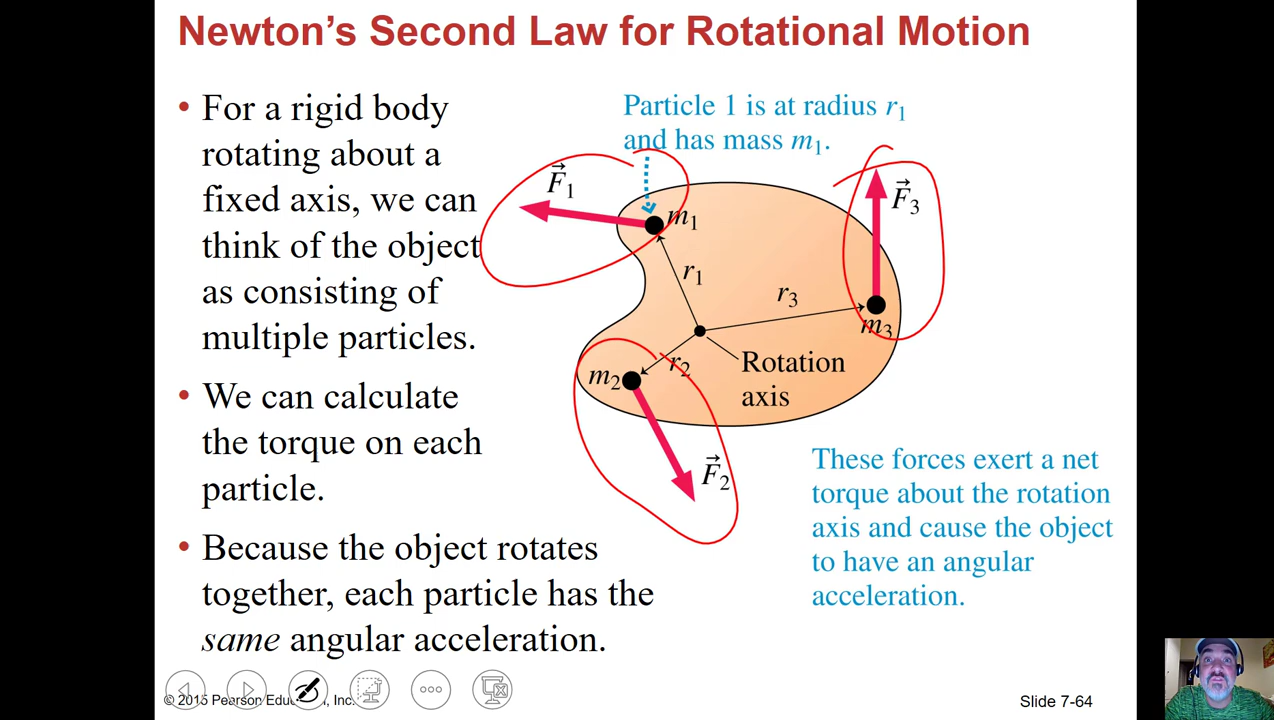 Newton's Second Law for Rotational Motion
• For a rigid body
rotating about a
fixed axis, we can
think of the object
as consisting of
multiple particles.
• We can calculate
the torque on each
particle.
• Because the object rotates
together, each particle has the
same angular acceleration.
Particle 1 is at radius r₁
and has mass m₁.
F⃗₁
m₁
F⃗₃
r₁
r₃
m₃
r₂
m₂
Rotation
axis
F⃗₂
These forces exert a net
torque about the rotation
axis and cause the object
to have an angular
acceleration.
Slide 7-64